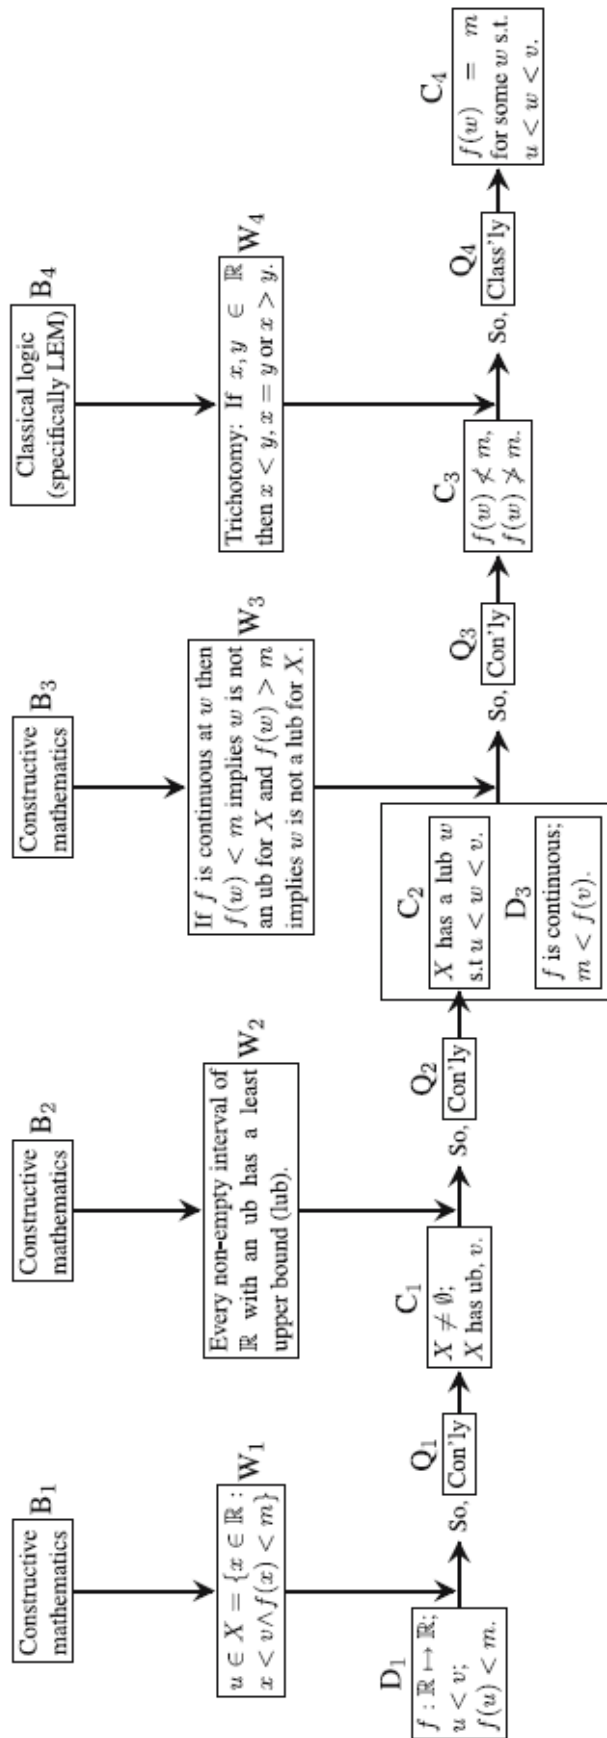 Constructive
mathematics
B₁
u ∈ X = {x ∈ ℝ :
x < v∧f(x) < m}
W₁
D₁
f : ℝ ↦ ℝ;
u < v;
f(u) < m.
So,
Q₁
Con'ly
C₁
X ≠ ∅;
X has ub, v.
Constructive
mathematics
B₂
Every non-empty interval of
ℝ with an ub has a least
upper bound (lub).
W₂
So,
Q₂
Con'ly
C₂
X has a lub w
s.t u < w < v.
D₃
f is continuous;
m < f(v).
Constructive
mathematics
B₃
If f is continuous at w then
f(w) < m implies w is not
an ub for X and f(w) > m
implies w is not a lub for X.
W₃
So,
Q₃
Con'ly
C₃
f(w) ≮ m,
f(w) ≯ m.
Classical logic
(specifically LEM)
B₄
Trichotomy: If x, y ∈ ℝ
then x < y, x = y or x > y.
W₄
So,
Q₄
Class'ly
C₄
f(w) = m
for some w s.t.
u < w < v.